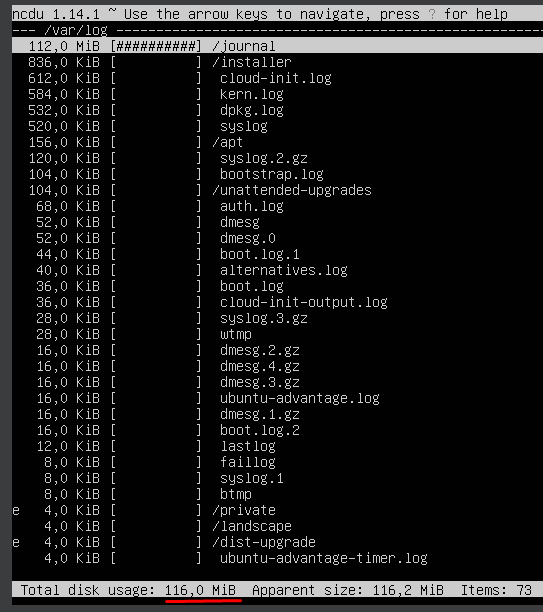 ncdu 1.14.1 ~ Use the arrow keys to navigate, press ? for help
--- /var/log ---
112,0 MiB [##########] /journal
836,0 KiB [          ] /installer
612,0 KiB [          ]  cloud-init.log
584,0 KiB [          ]  kern.log
532,0 KiB [          ]  dpkg.log
520,0 KiB [          ]  syslog
156,0 KiB [          ] /apt
120,0 KiB [          ]  syslog.2.gz
104,0 KiB [          ]  bootstrap.log
104,0 KiB [          ] /unattended-upgrades
68,0 KiB [          ]  auth.log
52,0 KiB [          ]  dmesg
52,0 KiB [          ]  dmesg.0
44,0 KiB [          ]  boot.log.1
40,0 KiB [          ]  alternatives.log
36,0 KiB [          ]  boot.log
36,0 KiB [          ]  cloud-init-output.log
28,0 KiB [          ]  syslog.3.gz
28,0 KiB [          ]  wtmp
16,0 KiB [          ]  dmesg.2.gz
16,0 KiB [          ]  dmesg.4.gz
16,0 KiB [          ]  dmesg.3.gz
16,0 KiB [          ]  ubuntu-advantage.log
16,0 KiB [          ]  dmesg.1.gz
16,0 KiB [          ]  boot.log.2
12,0 KiB [          ]  lastlog
8,0 KiB [          ]  faillog
8,0 KiB [          ]  syslog.1
8,0 KiB [          ]  btmp
e 4,0 KiB [          ] /private
4,0 KiB [          ] /landscape
e 4,0 KiB [          ] /dist-upgrade
4,0 KiB [          ]  ubuntu-advantage-timer.log
Total disk usage: 116,0 MiB  Apparent size: 116,2 MiB  Items: 73